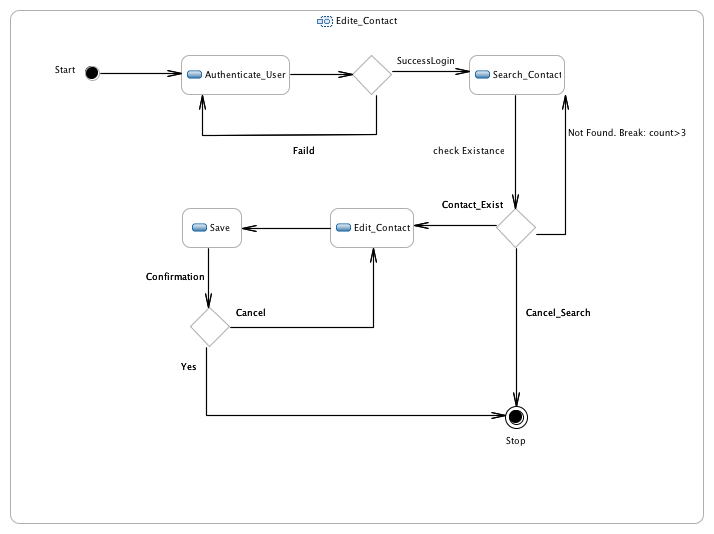 Edite_Contact
Start
Authenticate_User
SuccessLogin
Search_Contact
Faild
check Existance
Not Found. Break: count>3
Contact_Exist
Save
Edit_Contact
Confirmation
Cancel
Cancel_Search
Yes
Stop